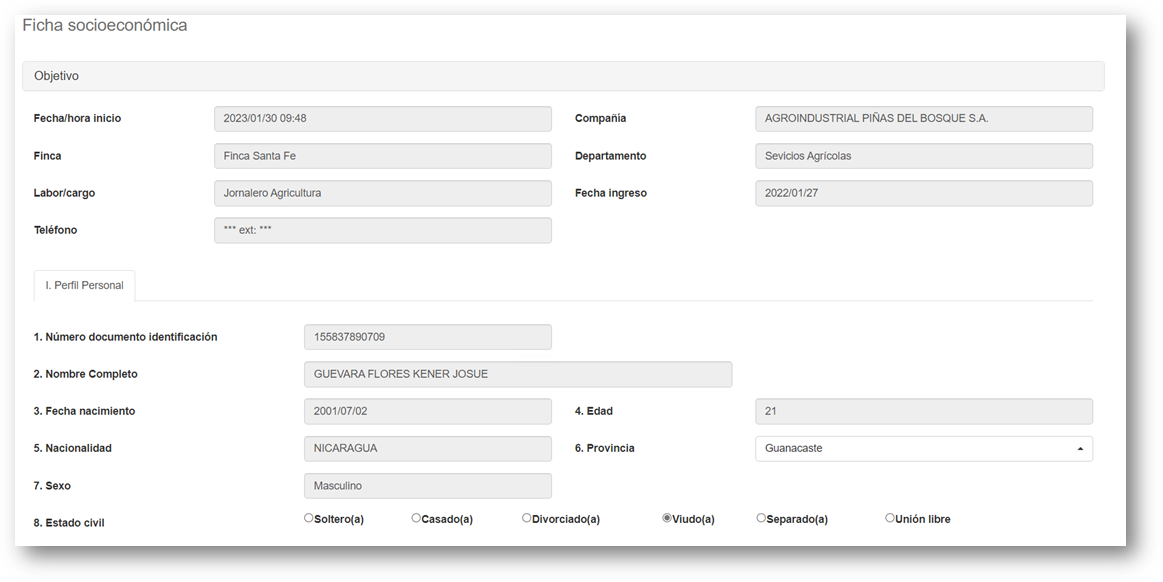 Ficha socioeconómica
Objetivo
Fecha/hora inicio 2023/01/30 09:48 Compañia AGROINDUSTRIAL PIÑAS DEL BOSQUE S.A.
Finca Finca Santa Fe Departamento Sevicios Agrícolas
Labor/cargo Jornalero Agricultura Fecha ingreso 2022/01/27
Teléfono *** ext: ***
I. Perfil Personal
1. Número documento identificación 155837890709
2. Nombre Completo GUEVARA FLORES KENER JOSUE
3. Fecha nacimiento 2001/07/02 4. Edad 21
5. Nacionalidad NICARAGUA 6. Provincia Guanacaste
7. Sexo Masculino
8. Estado civil Soltero(a) Casado(a) Divorciado(a) Viudo(a) Separado(a) Unión libre